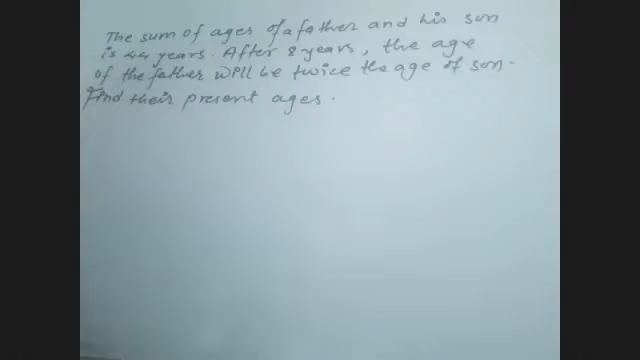 The sum of ages of a father and his son
is 44 years. After 8 years, the age
of the father will be twice the age of son.
Find their present ages.